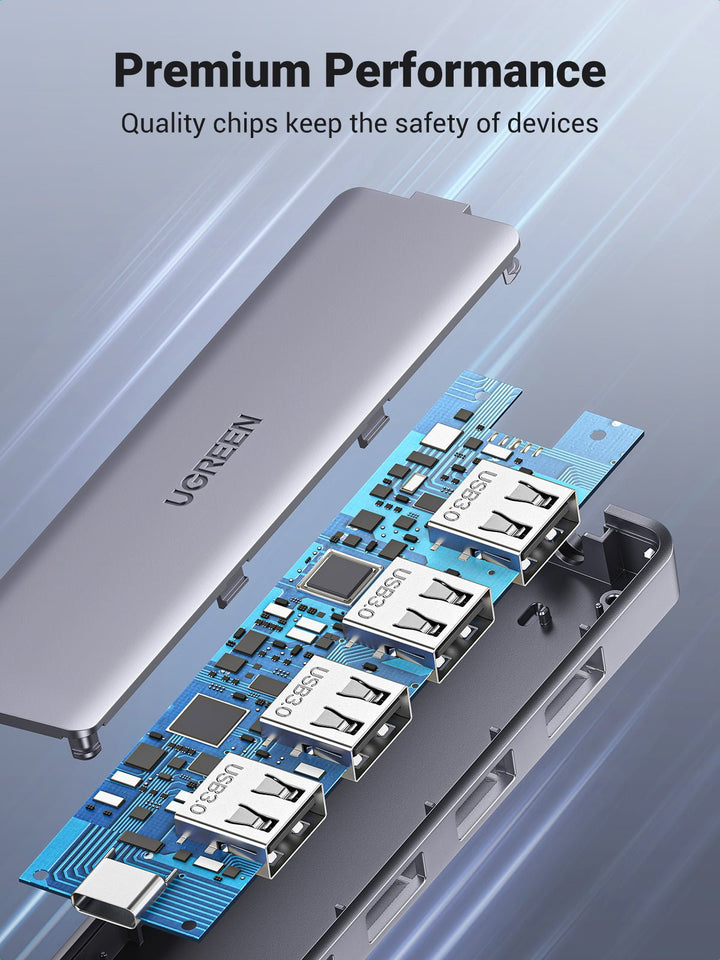 Premium Performance
Quality chips keep the safety of devices
UGREEN
USB3.0
USB3.0
USB3.0
USB3.0